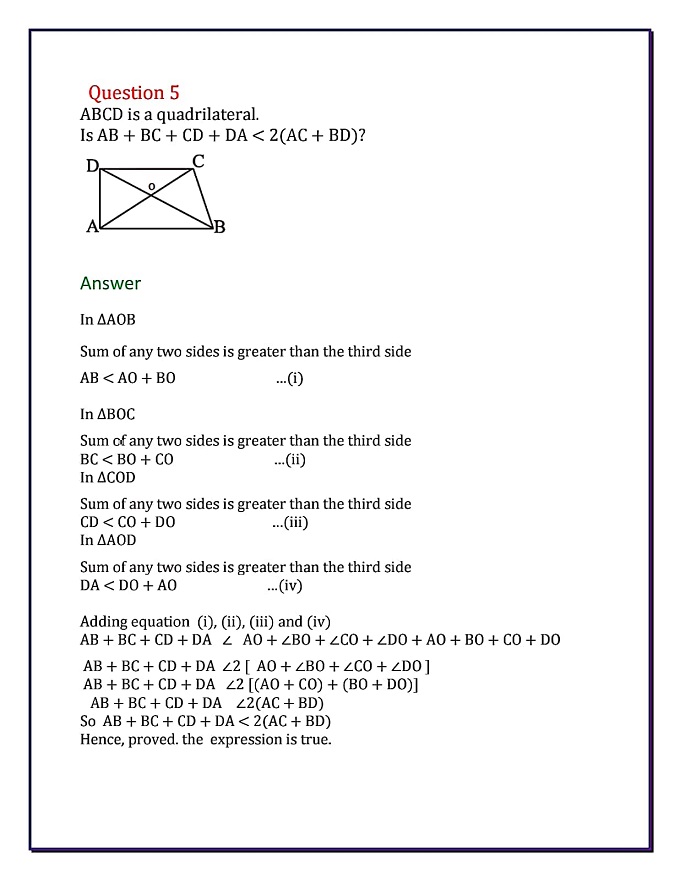 Question 5
ABCD is a quadrilateral.
Is AB + BC + CD + DA < 2(AC + BD)?
D C
o
A B
Answer
In ΔAOB
Sum of any two sides is greater than the third side
AB < AO + BO ...(i)
In ΔBOC
Sum of any two sides is greater than the third side
BC < BO + CO ...(ii)
In ΔCOD
Sum of any two sides is greater than the third side
CD < CO + DO ...(iii)
In ΔAOD
Sum of any two sides is greater than the third side
DA < DO + AO ...(iv)
Adding equation (i), (ii), (iii) and (iv)
AB + BC + CD + DA ∠ AO + ∠BO + ∠CO + ∠DO + AO + BO + CO + DO
AB + BC + CD + DA ∠2 [ AO + ∠BO + ∠CO + ∠DO ]
AB + BC + CD + DA ∠2 [(AO + CO) + (BO + DO)]
AB + BC + CD + DA ∠2(AC + BD)
So AB + BC + CD + DA < 2(AC + BD)
Hence, proved. the expression is true.